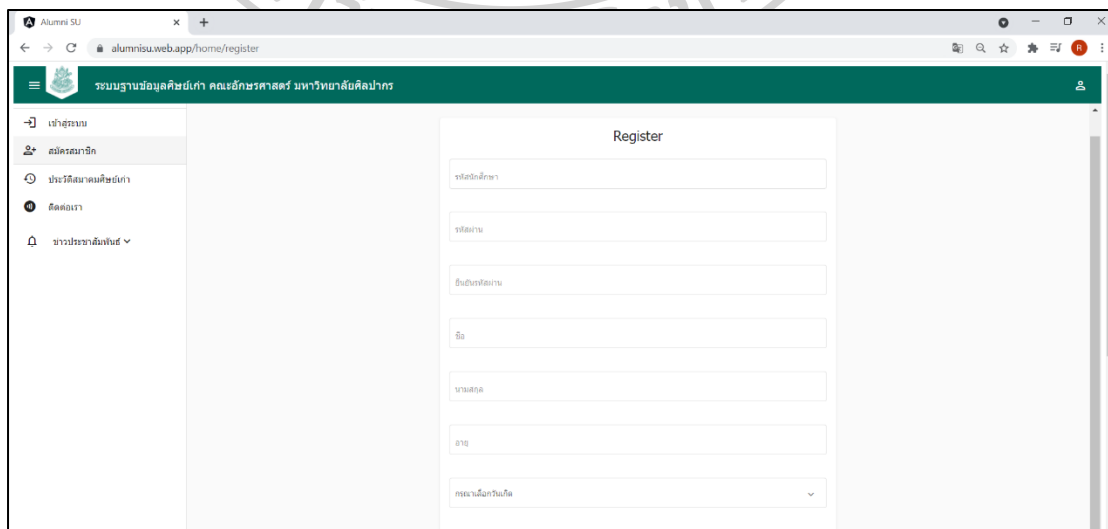 Alumni SU
alumnisu.web.app/home/register
R
ระบบฐานข้อมูลศิษย์เก่า คณะอักษรศาสตร์ มหาวิทยาลัยศิลปากร
เข้าสู่ระบบ
สมัครสมาชิก
ประวัติสมาคมศิษย์เก่า
ติดต่อเรา
ข่าวประชาสัมพันธ์
Register
รหัสนักศึกษา
รหัสผ่าน
ยืนยันรหัสผ่าน
ชื่อ
นามสกุล
อายุ
กรุณาเลือกวันเกิด